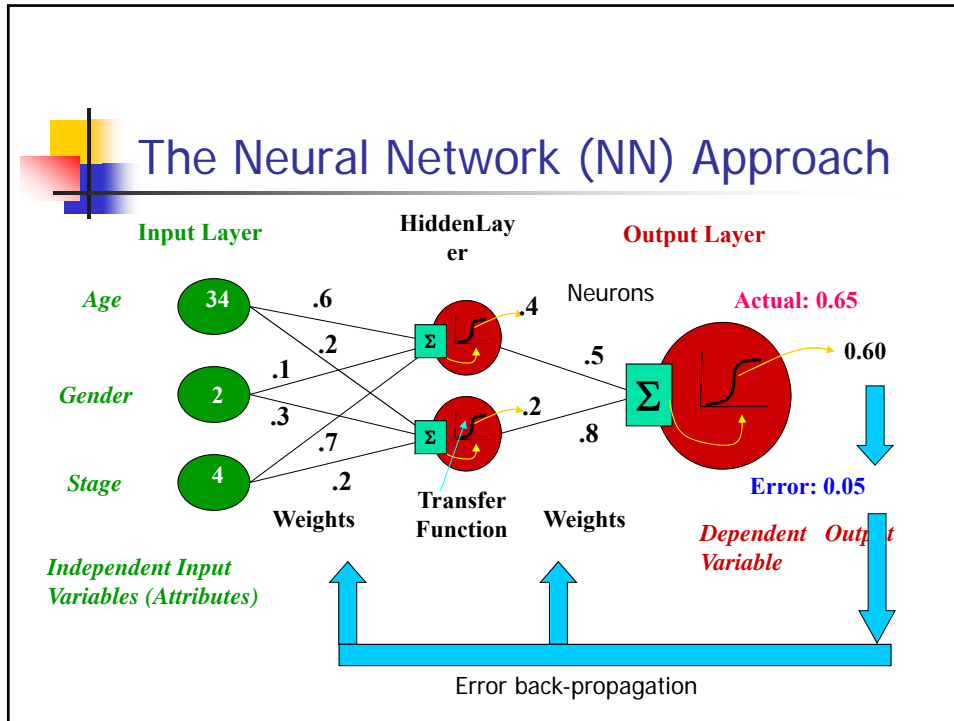 The Neural Network (NN) Approach
Input Layer
HiddenLay
er
Output Layer
Age
34
.6
.4
Neurons
Actual: 0.65
Σ
.2
.5
0.60
.1
Gender
2
Σ
.3
.2
Σ
.8
.7
Stage
4
.2
Transfer
Function
Error: 0.05
Weights
Weights
Dependent Output
Variable
Independent Input
Variables (Attributes)
Error back-propagation